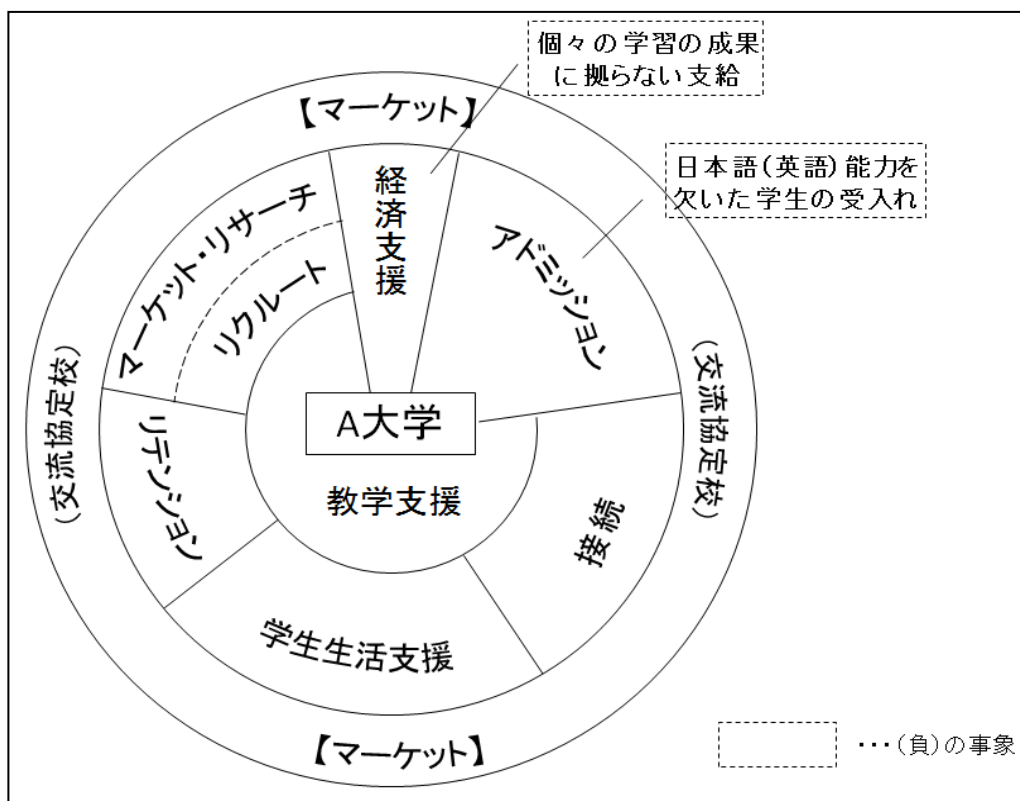 個々の学習の成果
に拠らない支給
【マーケット】
日本語(英語)能力を
欠いた学生の受入れ
経済支援
マーケット・リサーチ
リクルート
アドミッション
(交流協定校)
(交流協定校)
A大学
リテンション
教学支援
接続
学生生活支援
【マーケット】
・・・(負)の事象